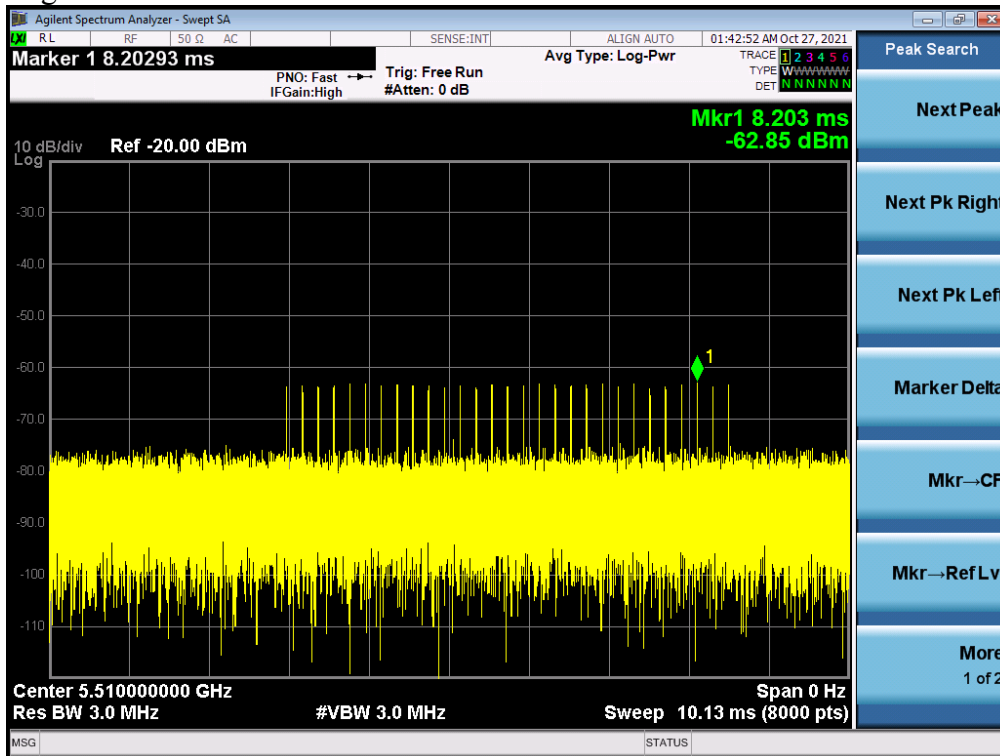 Agilent Spectrum Analyzer - Swept SA
LXI RL RF 50 Ω AC SENSE:INT ALIGN AUTO 01:42:52 AM Oct 27, 2021
Marker 1 8.20293 ms
PNO: Fast
IFGain:High
Trig: Free Run
#Atten: 0 dB
Avg Type: Log-Pwr
TRACE 1 2 3 4 5 6
TYPE W
DET N N N N N N
Mkr1 8.203 ms
-62.85 dBm
10 dB/div Ref -20.00 dBm
Log
-30.0
-40.0
-50.0
-60.0
-70.0
-80.0
-90.0
-100
-110
1
Center 5.510000000 GHz Span 0 Hz
Res BW 3.0 MHz #VBW 3.0 MHz Sweep 10.13 ms (8000 pts)
MSG STATUS
Peak Search
Next Peak
Next Pk Right
Next Pk Left
Marker Delta
Mkr→CF
Mkr→Ref Lv
More
1 of 2